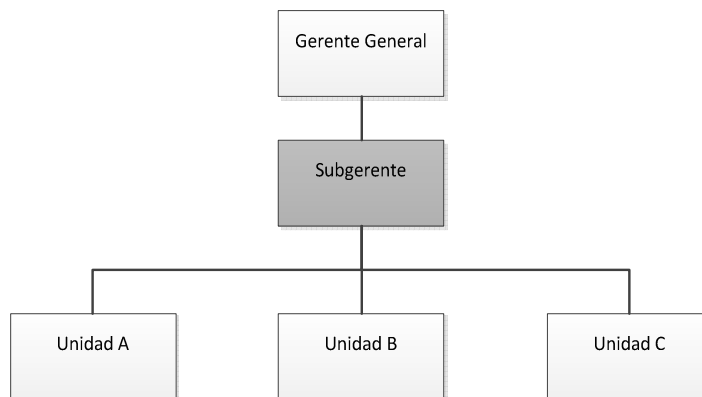 Gerente General
Subgerente
Unidad A
Unidad B
Unidad C